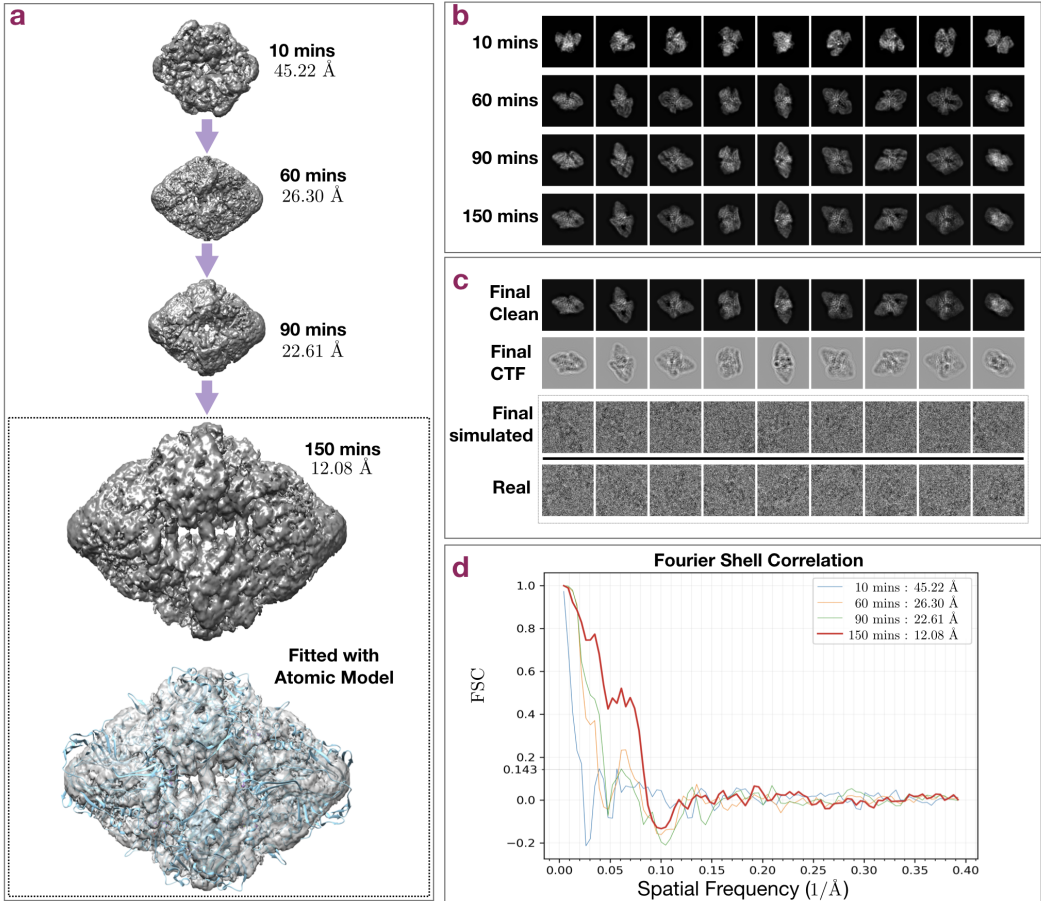 a
10 mins
45.22 Å
60 mins
26.30 Å
90 mins
22.61 Å
150 mins
12.08 Å
Fitted with
Atomic Model
b
10 mins
60 mins
90 mins
150 mins
c
Final
Clean
Final
CTF
Final
simulated
Real
d
Fourier Shell Correlation
10 mins : 45.22 Å
60 mins : 26.30 Å
90 mins : 22.61 Å
150 mins : 12.08 Å
FSC
1.0
0.8
0.6
0.4
0.2
0.143
0.0
−0.2
0.00 0.05 0.10 0.15 0.20 0.25 0.30 0.35 0.40
Spatial Frequency (1/Å)